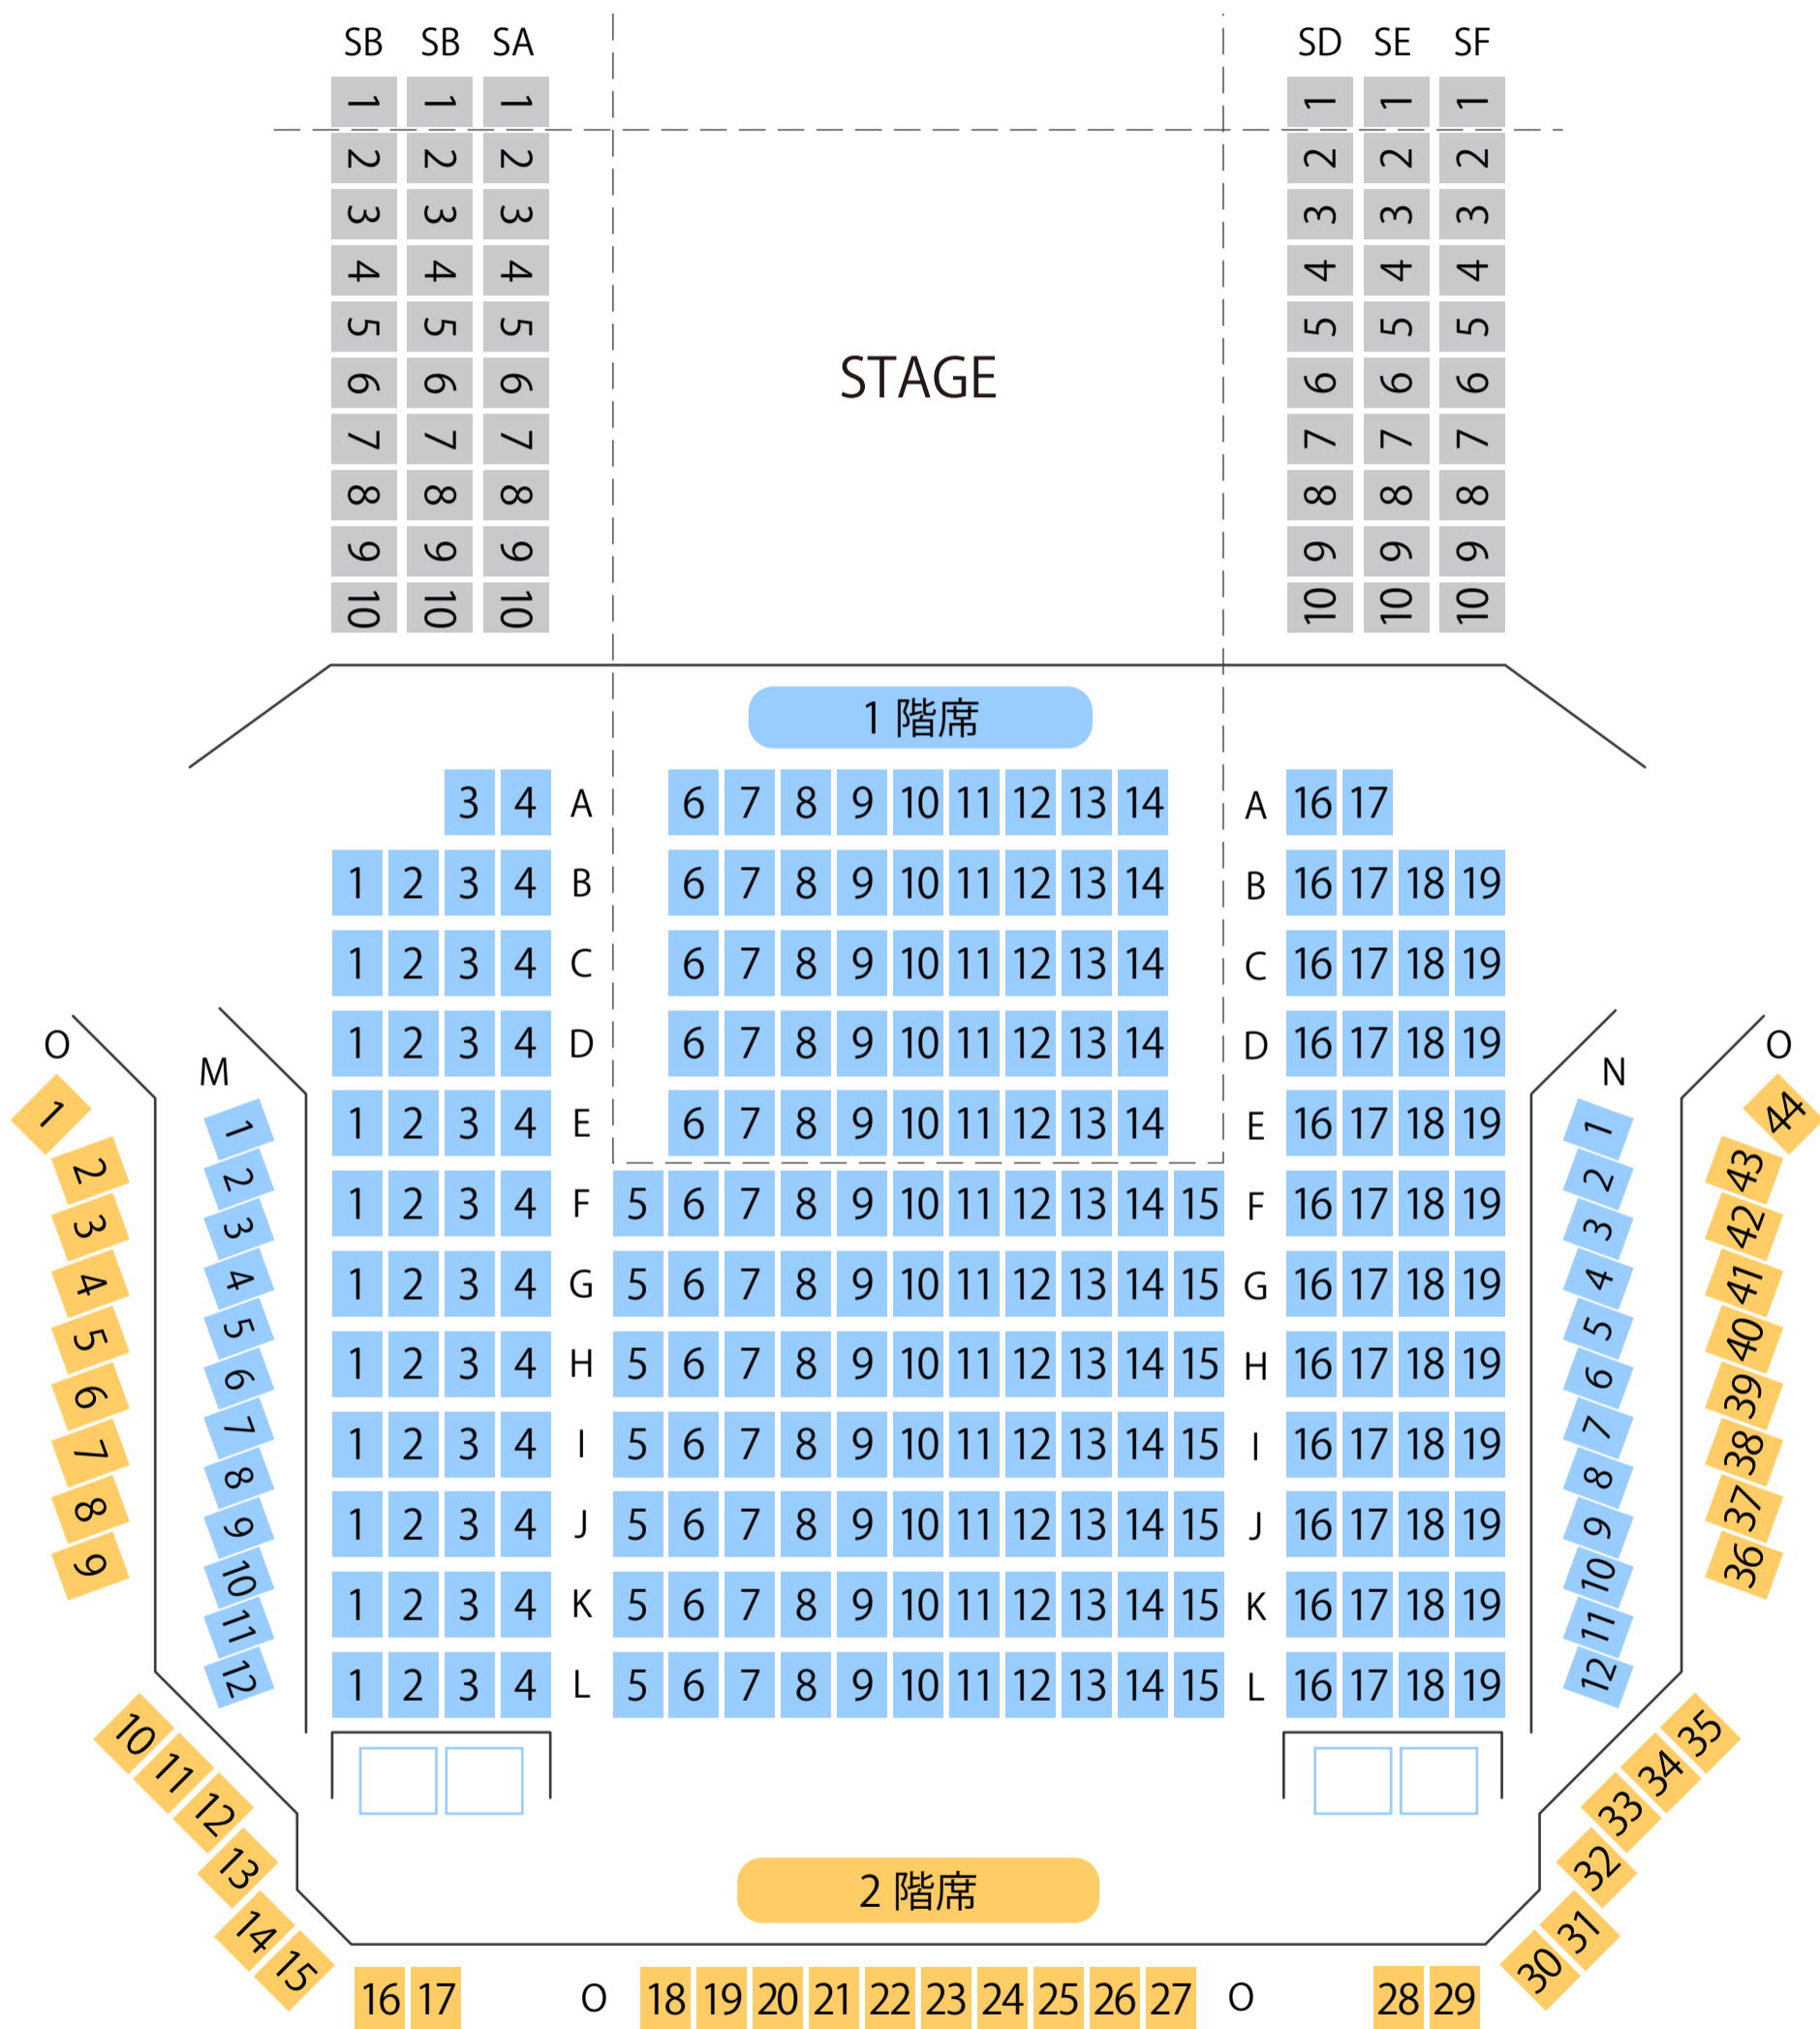 SB SB SA SD SE SF
1 1 1 1 1 1
2 2 2 2 2 2
3 3 3 3 3 3
4 4 4 4 4 4
5 5 5 5 5 5
6 6 6 6 6 6
7 7 7 7 7 7
8 8 8 8 8 8
9 9 9 9 9 9
10 10 10 10 10 10
STAGE
1 階席
3 4 A 6 7 8 9 10 11 12 13 14 A 16 17
1 2 3 4 B 6 7 8 9 10 11 12 13 14 B 16 17 18 19
1 2 3 4 C 6 7 8 9 10 11 12 13 14 C 16 17 18 19
1 2 3 4 D 6 7 8 9 10 11 12 13 14 D 16 17 18 19
1 2 3 4 E 6 7 8 9 10 11 12 13 14 E 16 17 18 19
1 2 3 4 F 5 6 7 8 9 10 11 12 13 14 15 F 16 17 18 19
1 2 3 4 G 5 6 7 8 9 10 11 12 13 14 15 G 16 17 18 19
1 2 3 4 H 5 6 7 8 9 10 11 12 13 14 15 H 16 17 18 19
1 2 3 4 I 5 6 7 8 9 10 11 12 13 14 15 I 16 17 18 19
1 2 3 4 J 5 6 7 8 9 10 11 12 13 14 15 J 16 17 18 19
1 2 3 4 K 5 6 7 8 9 10 11 12 13 14 15 K 16 17 18 19
1 2 3 4 L 5 6 7 8 9 10 11 12 13 14 15 L 16 17 18 19
M
1 2 3 4 5 6 7 8 9 10 11 12
N
1 2 3 4 5 6 7 8 9 10 11 12
2 階席
O
1 2 3 4 5 6 7 8 9
10 11 12 13 14 15
16 17 O 18 19 20 21 22 23 24 25 26 27 O 28 29
30 31 32 33 34 35
36 37 38 39 40 41 42 43 44
O